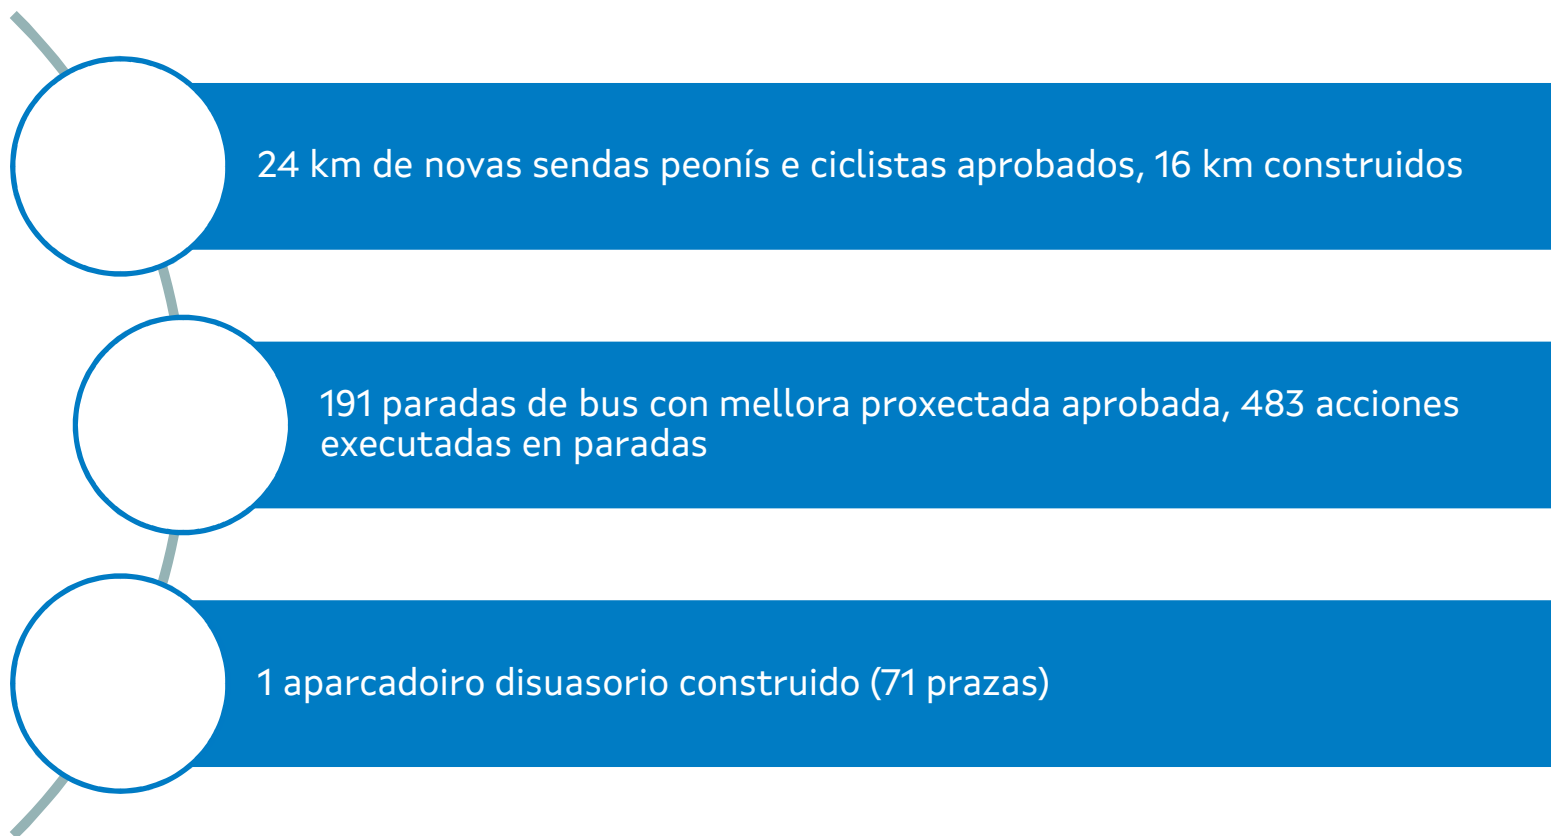 24 km de novas sendas peonís e ciclistas aprobados, 16 km construidos
191 paradas de bus con mellora proxectada aprobada, 483 acciones
executadas en paradas
1 aparcadoiro disuasorio construido (71 prazas)